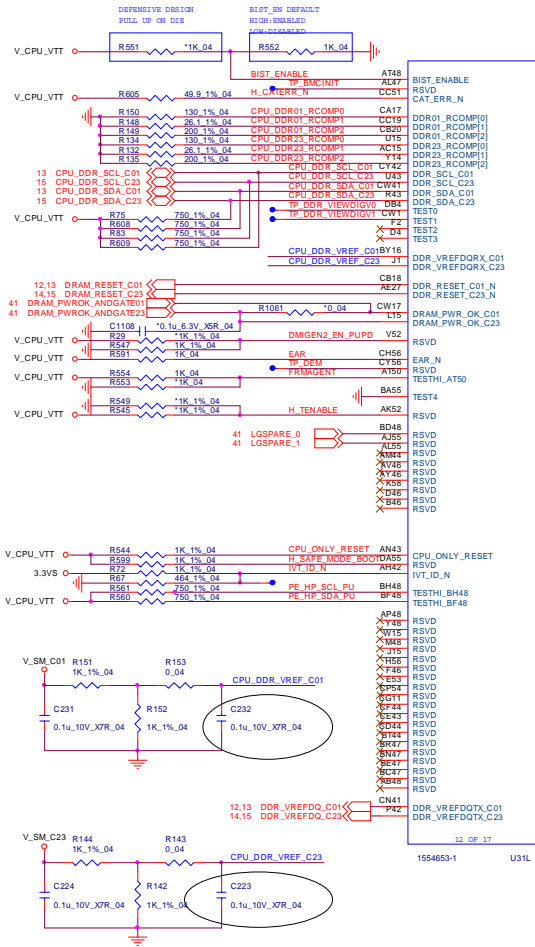 DEFENSIVE DESIGN
PULL UP ON DIE
BIST_EN DEFAULT
HIGH:ENABLED
LOW:DISABLED
V_CPU_VTT
R551 *1K_04
R552 1K_04
BIST_ENABLE AT48 BIST_ENABLE
TP_BMCINIT AL47 RSVD
V_CPU_VTT R605 49.9_1%_04 H_CATERR_N CC51 CAT_ERR_N
R150 130_1%_04 CPU_DDR01_RCOMP0 CA17 DDR01_RCOMP[0]
R148 26.1_1%_04 CPU_DDR01_RCOMP1 CC19 DDR01_RCOMP[1]
R149 200_1%_04 CPU_DDR01_RCOMP2 CB20 DDR01_RCOMP[2]
R134 130_1%_04 CPU_DDR23_RCOMP0 U15 DDR23_RCOMP[0]
R132 26.1_1%_04 CPU_DDR23_RCOMP1 AC15 DDR23_RCOMP[1]
R135 200_1%_04 CPU_DDR23_RCOMP2 Y14 DDR23_RCOMP[2]
13 CPU_DDR_SCL_C01 CPU_DDR_SCL_C01 CY42 DDR_SCL_C01
15 CPU_DDR_SCL_C23 CPU_DDR_SCL_C23 U43 DDR_SCL_C23
13 CPU_DDR_SDA_C01 CPU_DDR_SDA_C01 CW41 DDR_SDA_C01
15 CPU_DDR_SDA_C23 CPU_DDR_SDA_C23 R43 DDR_SDA_C23
TP_DDR_VIEWDIGV0 DB4 TEST0
V_CPU_VTT R75 750_1%_04 TP_DDR_VIEWDIGV1 CW1 TEST1
R608 750_1%_04 F2 TEST2
R83 750_1%_04 D4 TEST3
R609 750_1%_04
CPU_DDR_VREF_C01 BY16 DDR_VREFDQRX_C01
CPU_DDR_VREF_C23 J1 DDR_VREFDQRX_C23
12,13 DRAM_RESET_C01 CB18 DDR_RESET_C01_N
14,15 DRAM_RESET_C23 AE27 DDR_RESET_C23_N
41 DRAM_PWROK_ANDGATE01 CW17 DRAM_PWR_OK_C01
41 DRAM_PWROK_ANDGATE23 R1061 *0_04 L15 DRAM_PWR_OK_C23
C1108 *0.1u_6.3V_X5R_04
V_CPU_VTT R29 *1K_1%_04 DMIGEN2_EN_PUPD V52 RSVD
R547 1K_1%_04
V_CPU_VTT R591 1K_04 EAR CH56 EAR_N
TP_DEM CY56 RSVD
V_CPU_VTT R554 1K_04 FRMAGENT AT50 TESTHI_AT50
R553 *1K_04
BA55 TEST4
R549 *1K_1%_04
V_CPU_VTT R545 *1K_1%_04 H_TENABLE AK52 RSVD
41 LGSPARE_0 BD48 RSVD
41 LGSPARE_1 AJ55 RSVD
AL55 RSVD
AM44 RSVD
AV46 RSVD
AY46 RSVD
K58 RSVD
D46 RSVD
B46 RSVD
V_CPU_VTT R544 1K_1%_04 CPU_ONLY_RESET AN43 CPU_ONLY_RESET
R599 1K_1%_04 H_SAFE_MODE_BOOT DA55 RSVD
3.3VS R72 1K_1%_04 IVT_ID_N AH42 IVT_ID_N
R67 464_1%_04
R561 750_1%_04 PE_HP_SCL_PU BH48 TESTHI_BH48
V_CPU_VTT R560 750_1%_04 PE_HP_SDA_PU BF48 TESTHI_BF48
AP48 RSVD
Y48 RSVD
W15 RSVD
M48 RSVD
J15 RSVD
H56 RSVD
F46 RSVD
E53 RSVD
CP54 RSVD
CG11 RSVD
CF44 RSVD
CE43 RSVD
CD44 RSVD
BT44 RSVD
BR47 RSVD
BN47 RSVD
BE47 RSVD
BC47 RSVD
AB48 RSVD
V_SM_C01
R151
1K_1%_04
R153
0_04
CPU_DDR_VREF_C01
C231
0.1u_10V_X7R_04
R152
1K_1%_04
C232
0.1u_10V_X7R_04
12,13 DDR_VREFDQ_C01 CN41 DDR_VREFDQTX_C01
14,15 DDR_VREFDQ_C23 P42 DDR_VREFDQTX_C23
12 OF 17
1554653-1 U31L
V_SM_C23
R144
1K_1%_04
R143
0_04
CPU_DDR_VREF_C23
C224
0.1u_10V_X7R_04
R142
1K_1%_04
C223
0.1u_10V_X7R_04